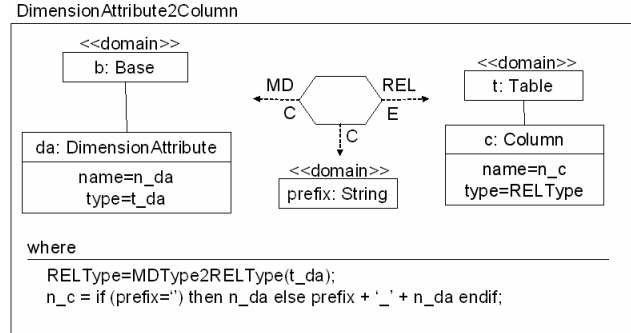 DimensionAttribute2Column
<<domain>>
b: Base
da: DimensionAttribute
name=n_da
type=t_da
MD
REL
C
E
C
<<domain>>
prefix: String
<<domain>>
t: Table
c: Column
name=n_c
type=RELType
where
RELType=MDType2RELType(t_da);
n_c = if (prefix=‘’) then n_da else prefix + ‘_’ + n_da endif;